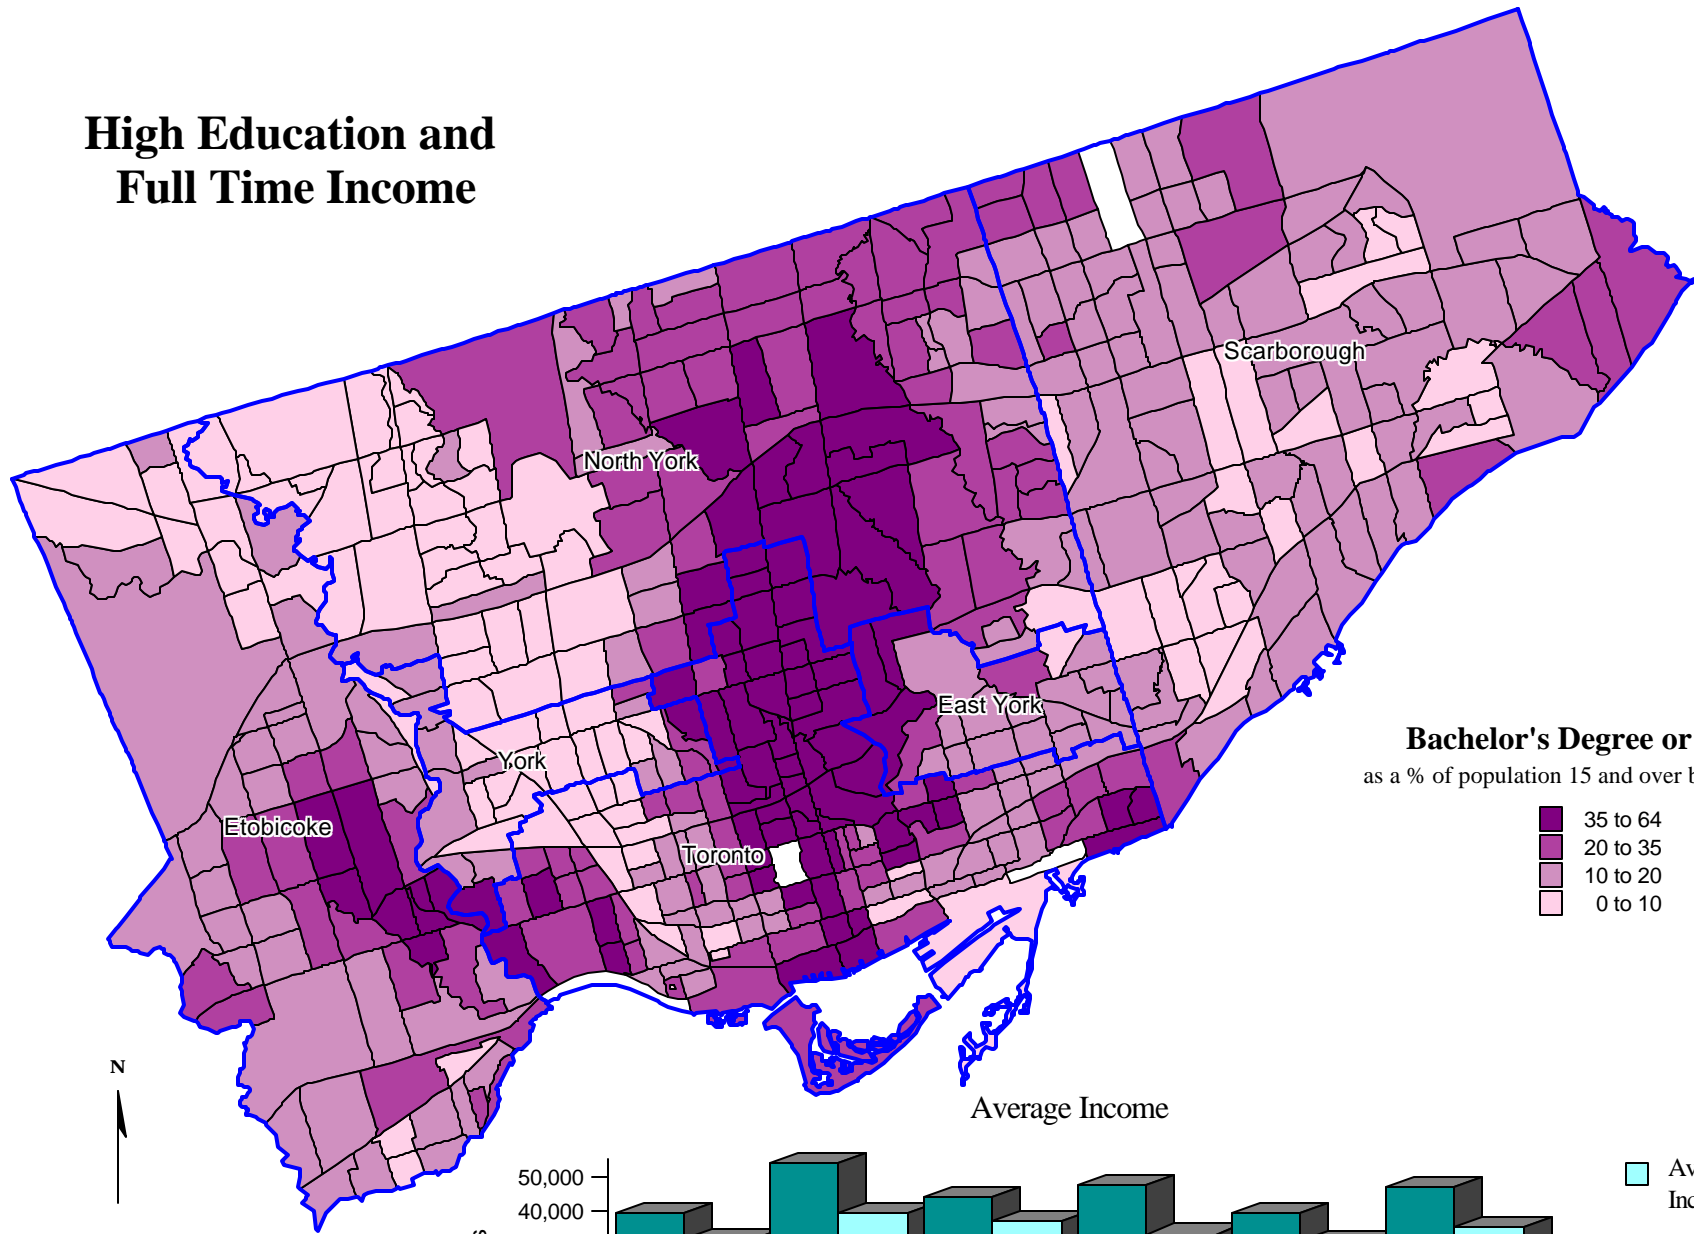 High Education and
Full Time Income
Scarborough
North York
East York
York
Etobicoke
Toronto
Bachelor's Degree or
as a % of population 15 and over
35 to 64
20 to 35
10 to 20
0 to 10
N
Average Income
50,000
40,000